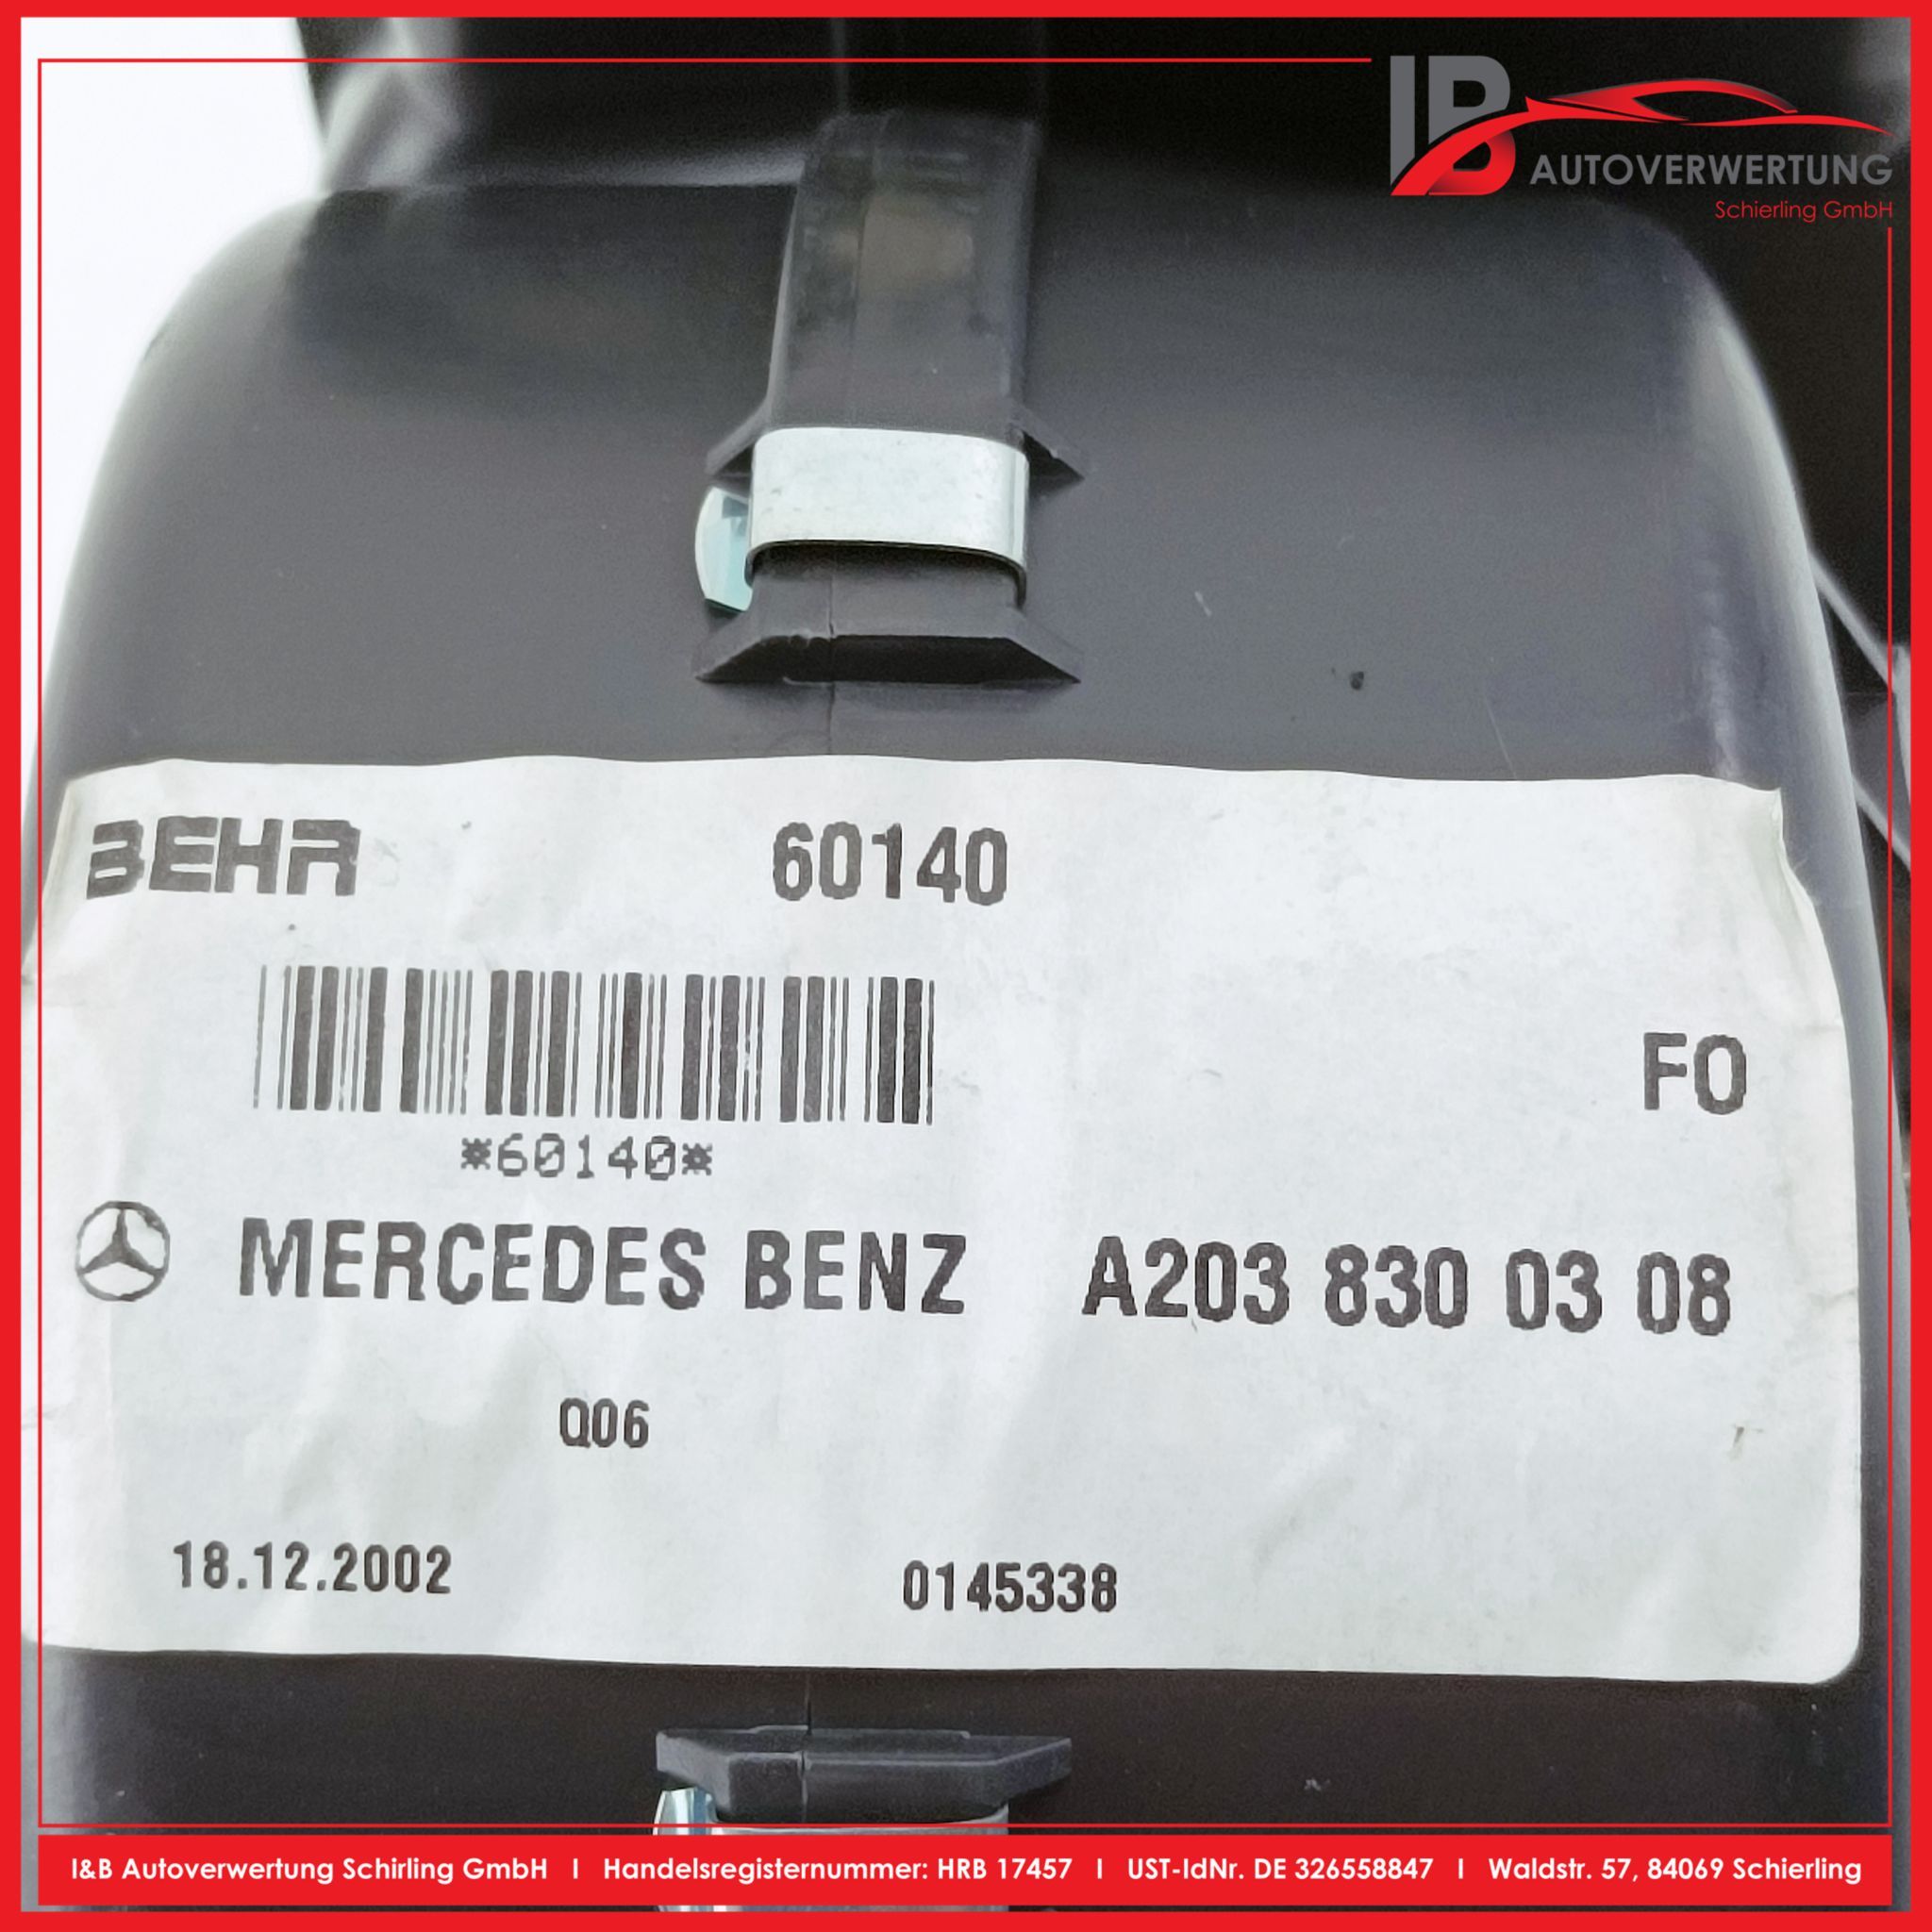 IB
AUTOVERWERTUNG
Schierling GmbH
BEHR 60140
FO
*60140*
MERCEDES BENZ A203 830 03 08
Q06
18.12.2002 0145338
I&B Autoverwertung Schirling GmbH I Handelsregisternummer: HRB 17457 I UST-IdNr. DE 326558847 I Waldstr. 57, 84069 Schierling